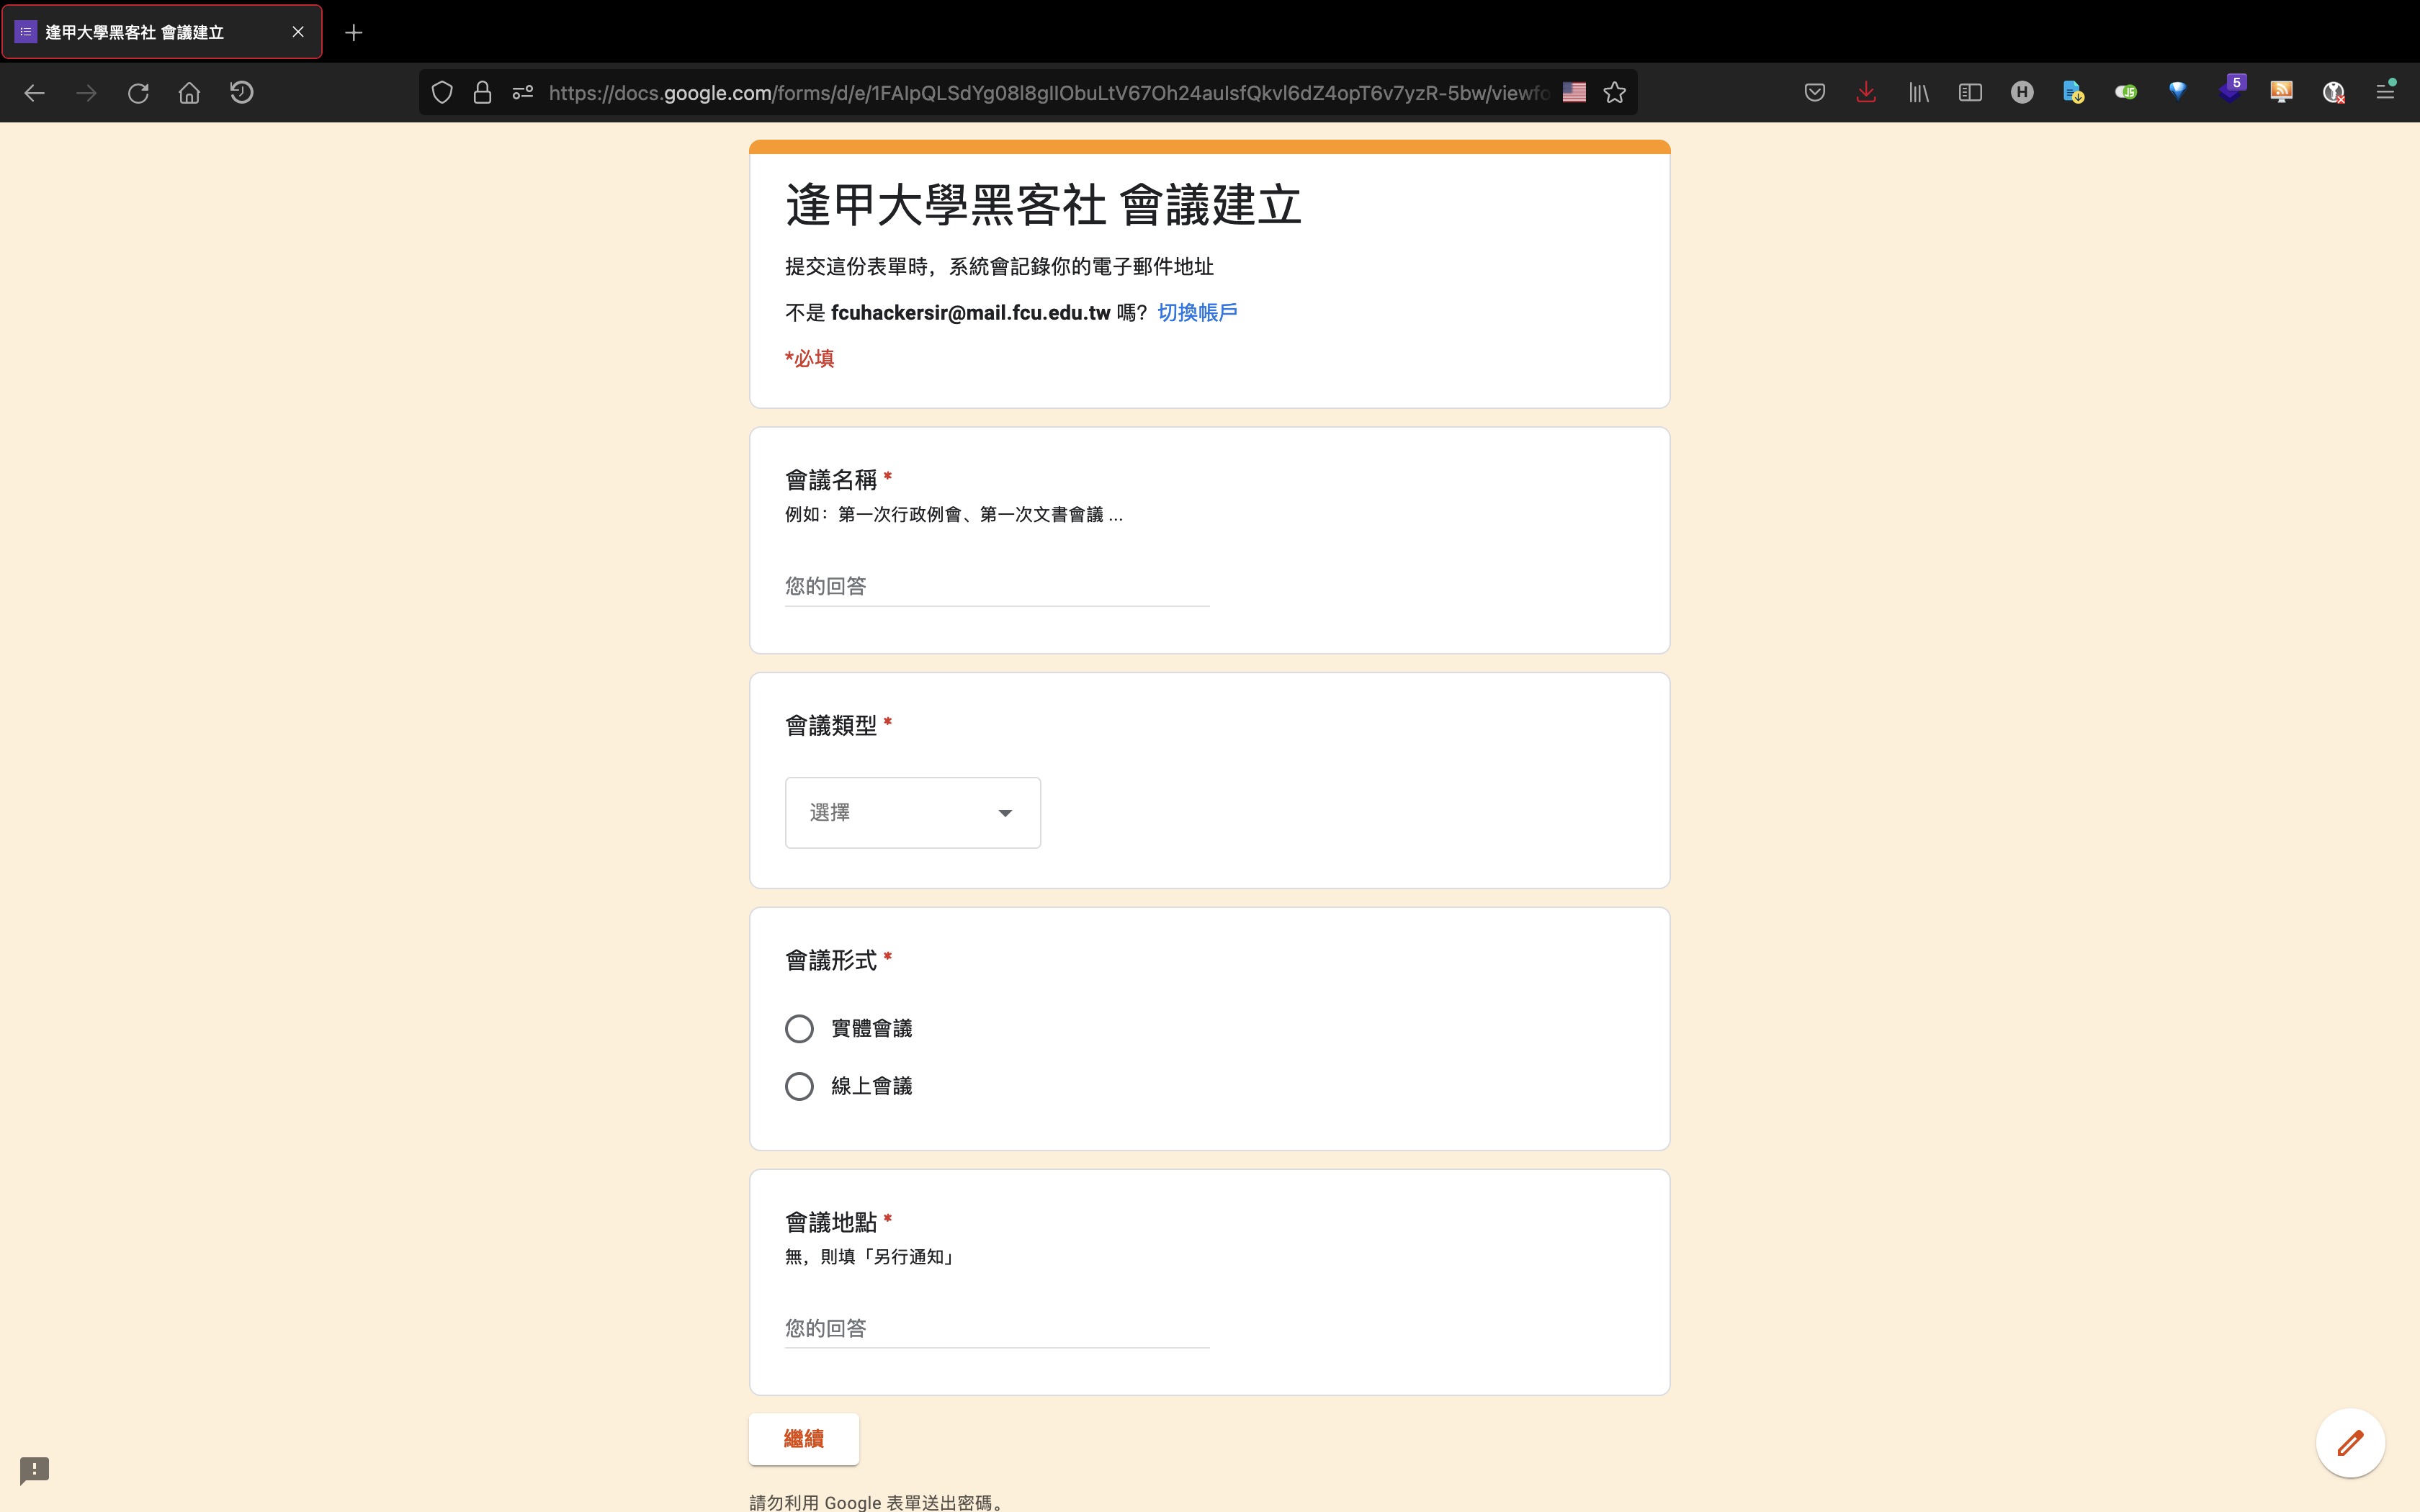 逢甲大學黑客社 會議建立
https://docs.google.com/forms/d/e/
5
逢甲大學黑客社 會議建立
提交這份表單時，系統會記錄你的電子郵件地址
不是 fcuhackersir@mail.fcu.edu.tw 嗎？ 切換帳戶
*必填
會議名稱 *
例如：第一次行政例會、第一次文書會議 ...
您的回答
會議類型 *
選擇
會議形式 *
實體會議
線上會議
會議地點 *
無，則填「另行通知」
您的回答
繼續
請勿利用 Google 表單送出密碼。